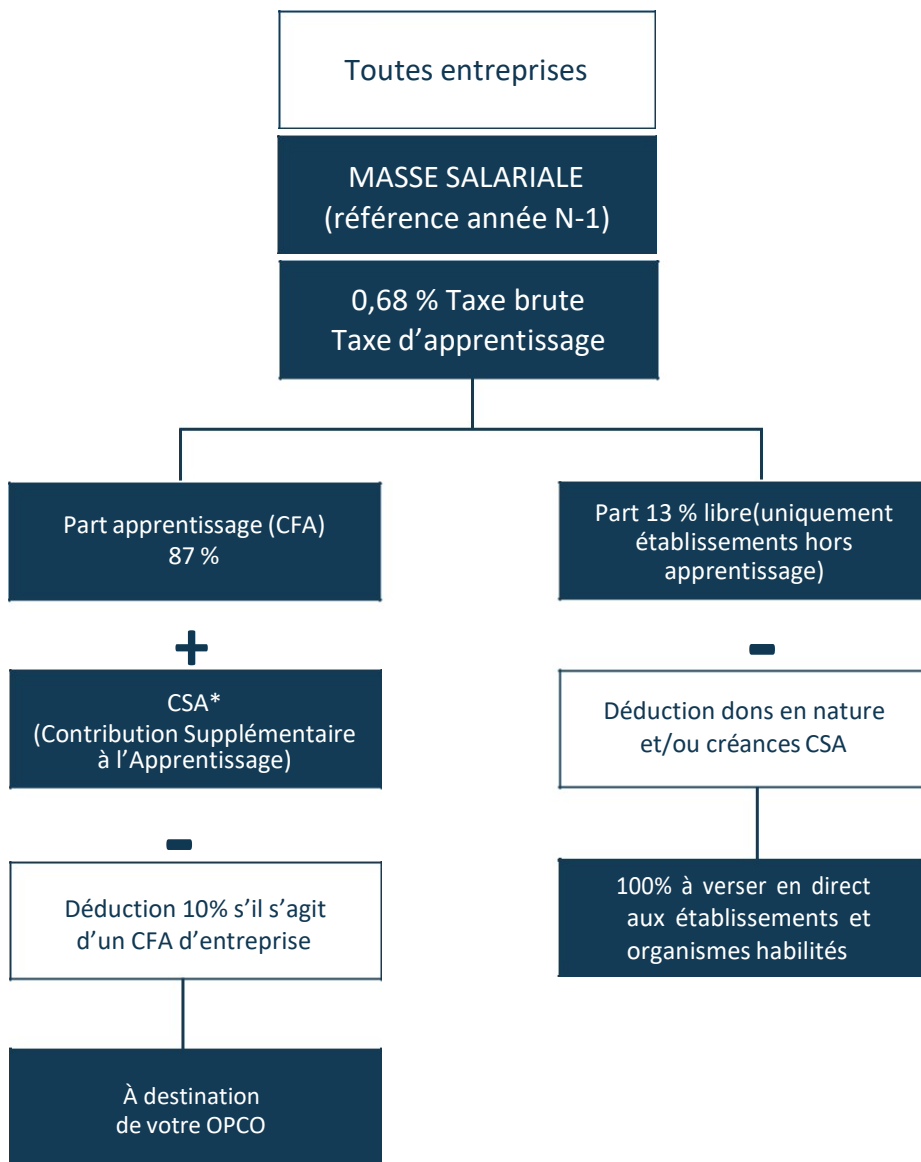 Toutes entreprises
MASSE SALARIALE
(référence année N-1)
0,68 % Taxe brute
Taxe d'apprentissage
Part apprentissage (CFA)
87 %
+
CSA*
(Contribution Supplémentaire
à l'Apprentissage)
-
Déduction 10% s'il s'agit
d'un CFA d'entreprise
À destination
de votre OPCO
Part 13 % libre(uniquement
établissements hors
apprentissage)
-
Déduction dons en nature
et/ou créances CSA
100% à verser en direct
aux établissements et
organismes habilités